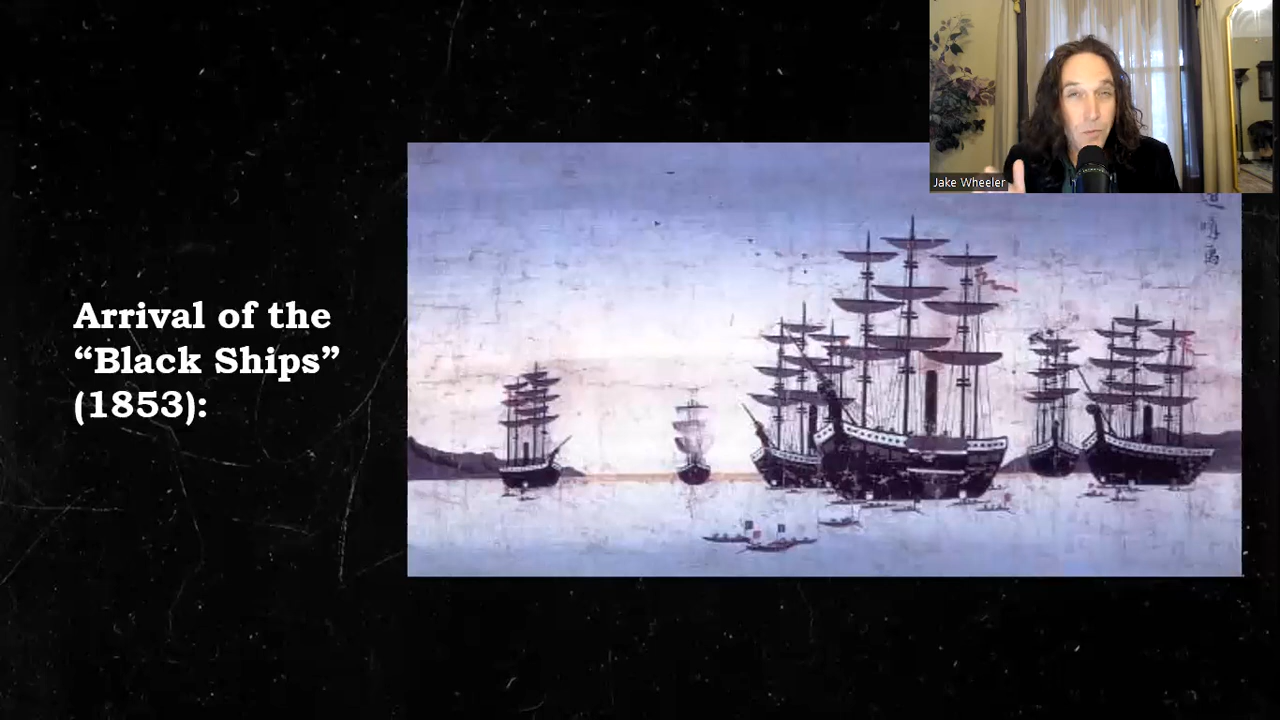 Arrival of the
“Black Ships”
(1853):
Jake Wheeler